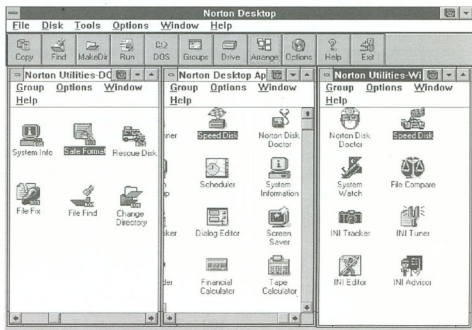 Norton Desktop
File Disk Tools Options Window Help
Copy Find MakeDir Run DOS Groups Drive Arrange Options Help Exit
Norton Utilities-DO
Group Options Window
Help
System Info Safe Format Rescue Disk
File Fix File Find Change
Directory
Norton Desktop Ap
Group Options Window
Help
ner Speed Disk Norton Disk
Doctor
Scheduler System
Information
ker Dialog Editor Screen
Saver
der Financial
Calculator Tape
Calculator
Norton Utilities-Wi
Group Options Window
Help
Norton Disk
Doctor Speed Disk
System
Watch File Compare
INI Tracker INI Tuner
INI Editor INI Advisor